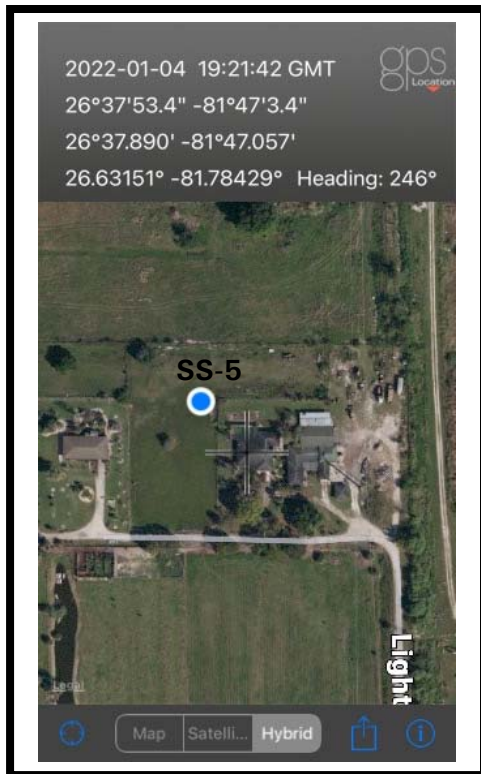 2022-01-04 19:21:42 GMT
gps
Location
26°37'53.4" -81°47'3.4"
26°37.890' -81°47.057'
26.63151° -81.78429° Heading: 246°
SS-5
Light
Legal
Map Satelli... Hybrid